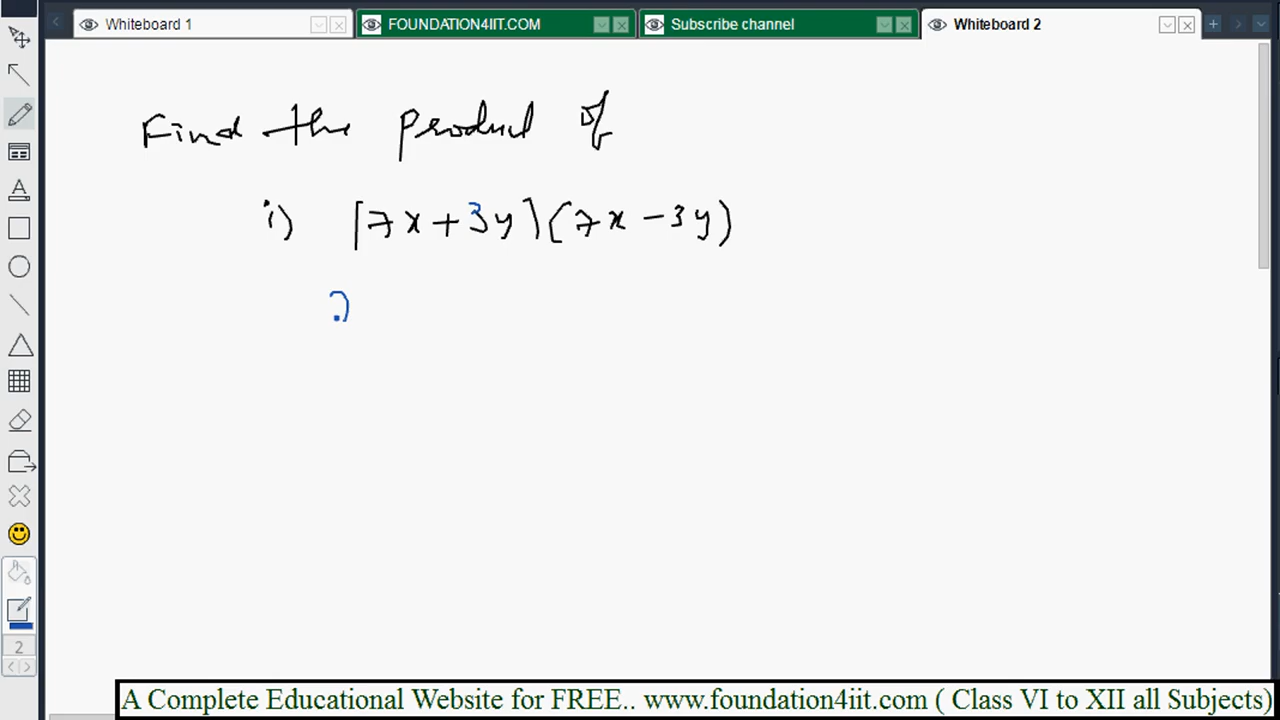 Whiteboard 1 FOUNDATION4IIT.COM Subscribe channel Whiteboard 2
Find the product of
i) (7x+3y)(7x-3y)
2
A Complete Educational Website for FREE.. www.foundation4iit.com ( Class VI to XII all Subjects)